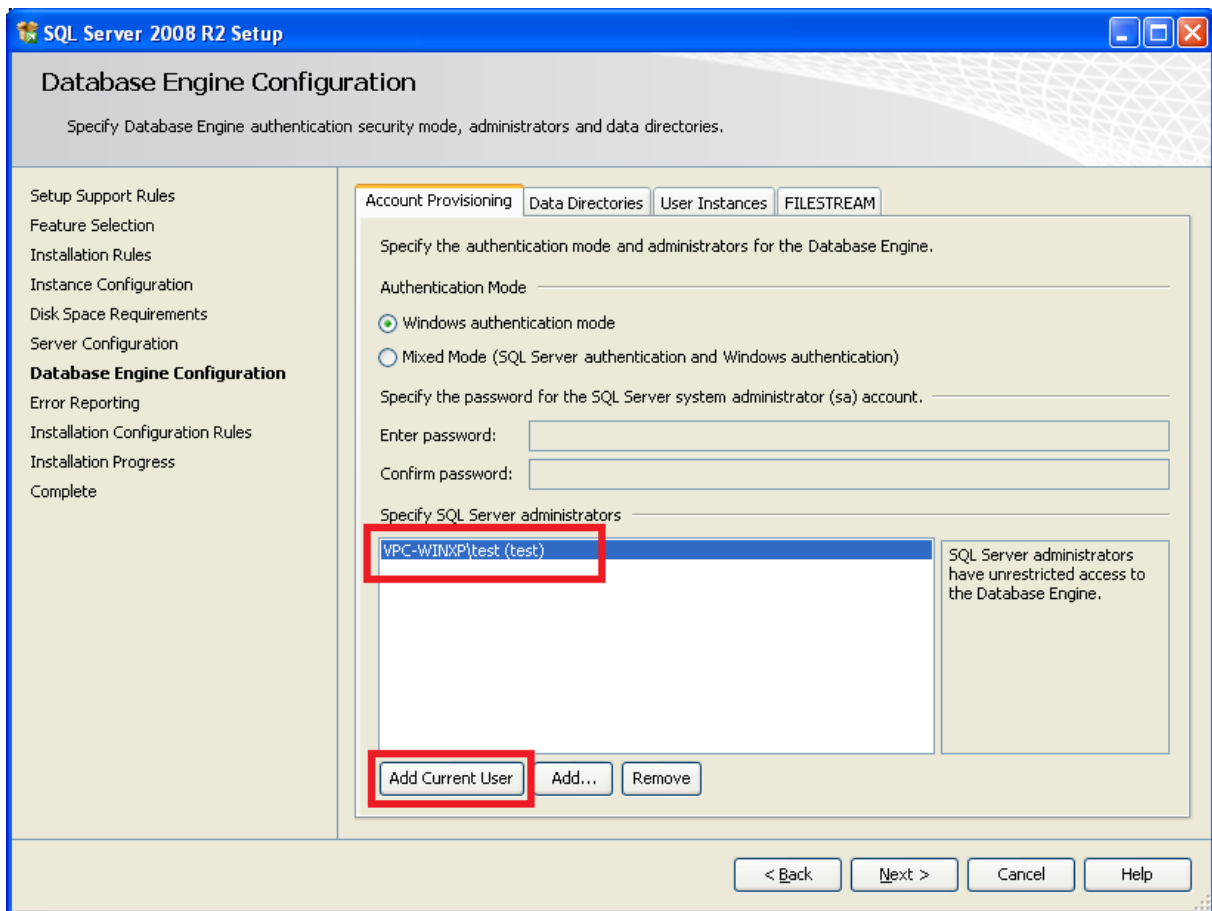 SQL Server 2008 R2 Setup
Database Engine Configuration
Specify Database Engine authentication security mode, administrators and data directories.
Setup Support Rules
Feature Selection
Installation Rules
Instance Configuration
Disk Space Requirements
Server Configuration
Database Engine Configuration
Error Reporting
Installation Configuration Rules
Installation Progress
Complete
Account Provisioning Data Directories User Instances FILESTREAM
Specify the authentication mode and administrators for the Database Engine.
Authentication Mode
Windows authentication mode
Mixed Mode (SQL Server authentication and Windows authentication)
Specify the password for the SQL Server system administrator (sa) account.
Enter password:
Confirm password:
Specify SQL Server administrators
VPC-WINXP\test (test)
SQL Server administrators
have unrestricted access to
the Database Engine.
Add Current User Add... Remove
< Back Next > Cancel Help